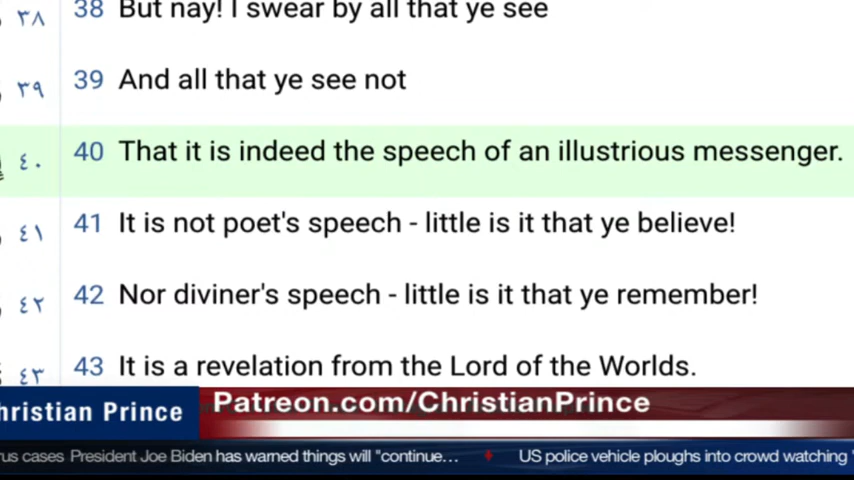 ٣٨ 38 But nay! I swear by all that ye see
٣٩ 39 And all that ye see not
٤٠ 40 That it is indeed the speech of an illustrious messenger.
٤١ 41 It is not poet's speech - little is it that ye believe!
٤٢ 42 Nor diviner's speech - little is it that ye remember!
٤٣ 43 It is a revelation from the Lord of the Worlds.
hristian Prince Patreon.com/ChristianPrince
rus cases President Joe Biden has warned things will "continue... US police vehicle ploughs into crowd watching "